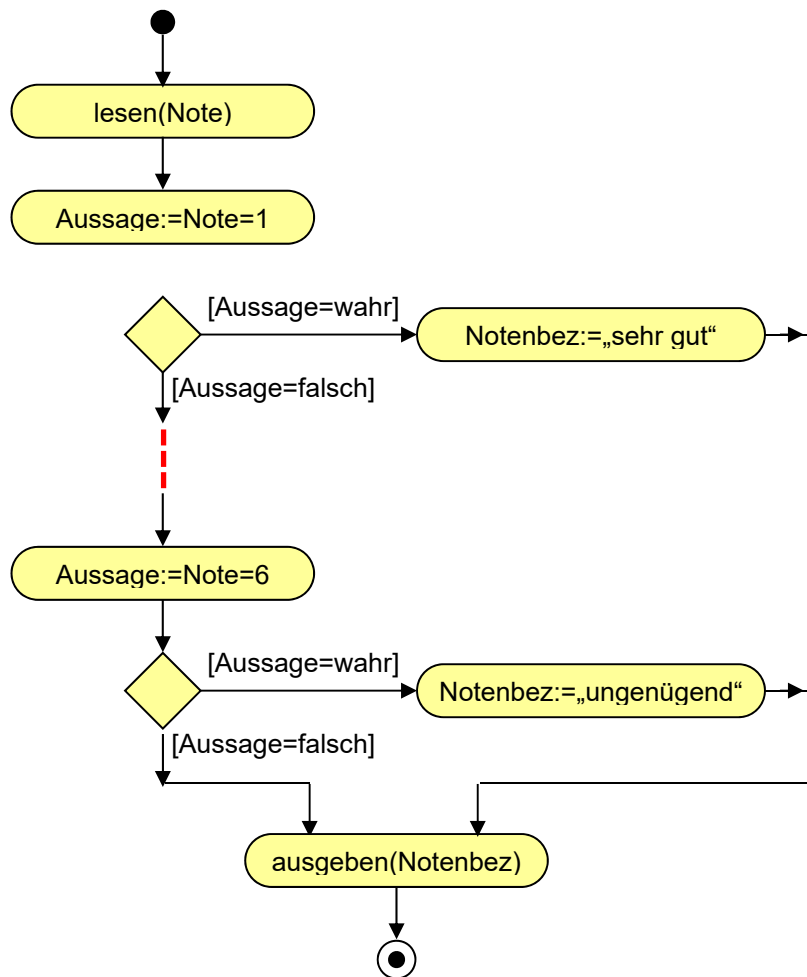 lesen(Note)
Aussage:=Note=1
[Aussage=wahr]
Notenbez:=„sehr gut“
[Aussage=falsch]
Aussage:=Note=6
[Aussage=wahr]
Notenbez:=„ungenügend“
[Aussage=falsch]
ausgeben(Notenbez)